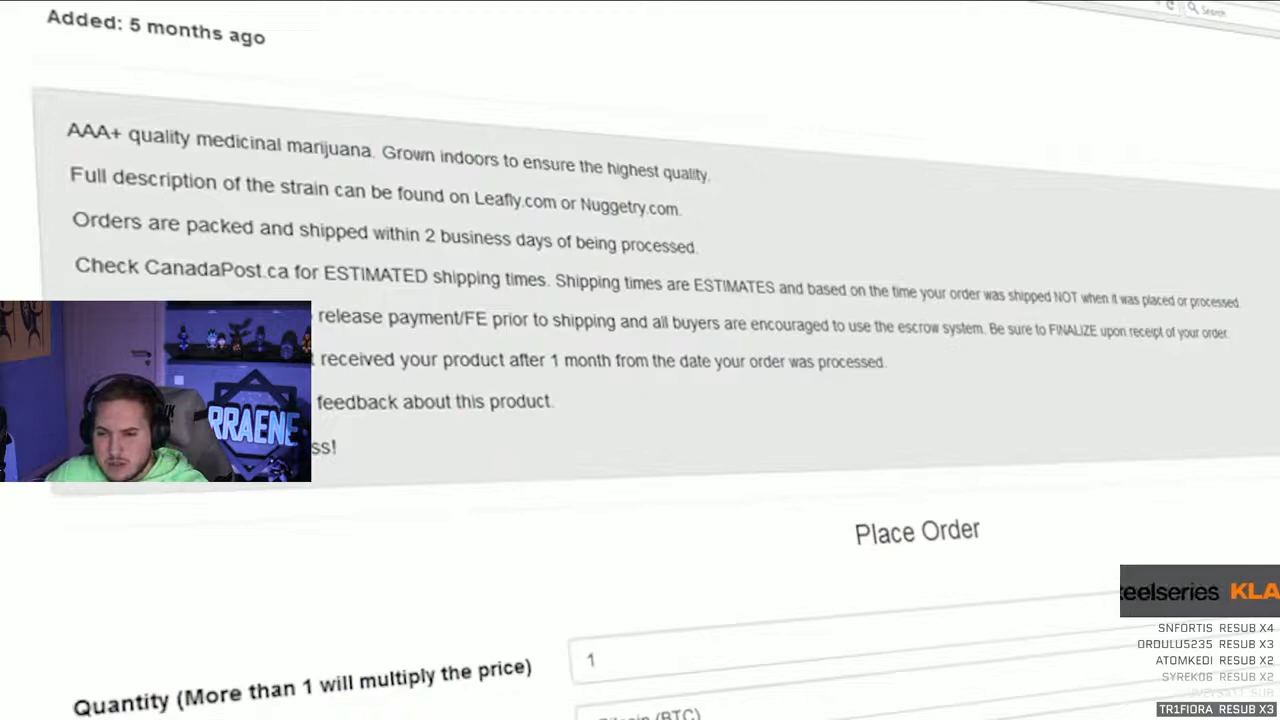 Search
Added: 5 months ago
AAA+ quality medicinal marijuana. Grown indoors to ensure the highest quality.
Full description of the strain can be found on Leafly.com or Nuggetry.com.
Orders are packed and shipped within 2 business days of being processed.
Check CanadaPost.ca for ESTIMATED shipping times. Shipping times are ESTIMATES and based on the time your order was shipped NOT when it was placed or processed.
release payment/FE prior to shipping and all buyers are encouraged to use the escrow system. Be sure to FINALIZE upon receipt of your order.
received your product after 1 month from the date your order was processed.
feedback about this product.
ss!
RRAENE
Place Order
eelseries KLA
SNFORTIS RESUB X4
ORDULU5235 RESUB X3
ATOMKEDI RESUB X2
SYREK06 RESUB X2
TR1FIORA RESUB X3
Quantity (More than 1 will multiply the price)
1
Bitcoin (BTC)